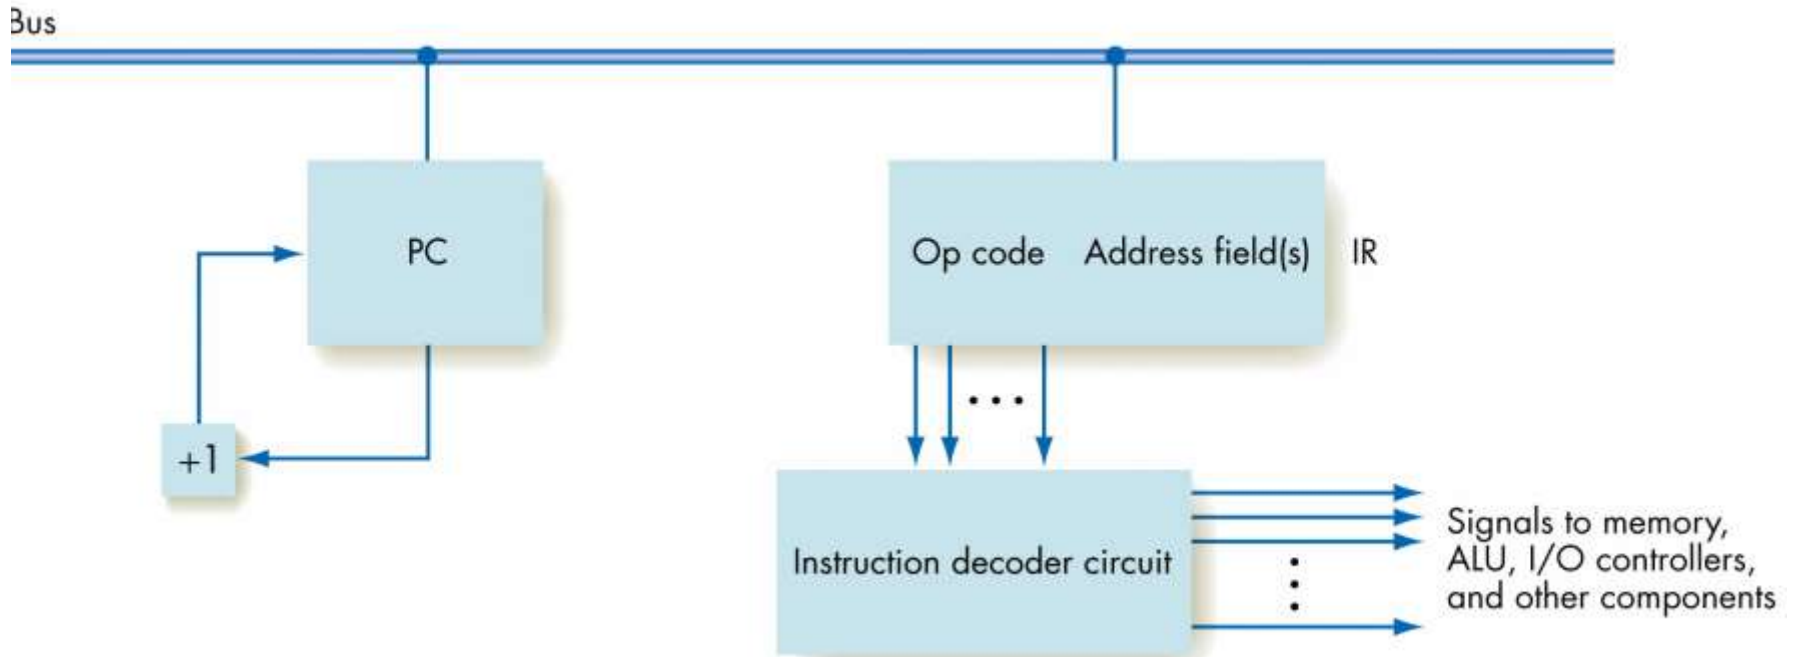 Bus
PC
Op code Address field(s) IR
+1
Instruction decoder circuit
Signals to memory,
ALU, I/O controllers,
and other components